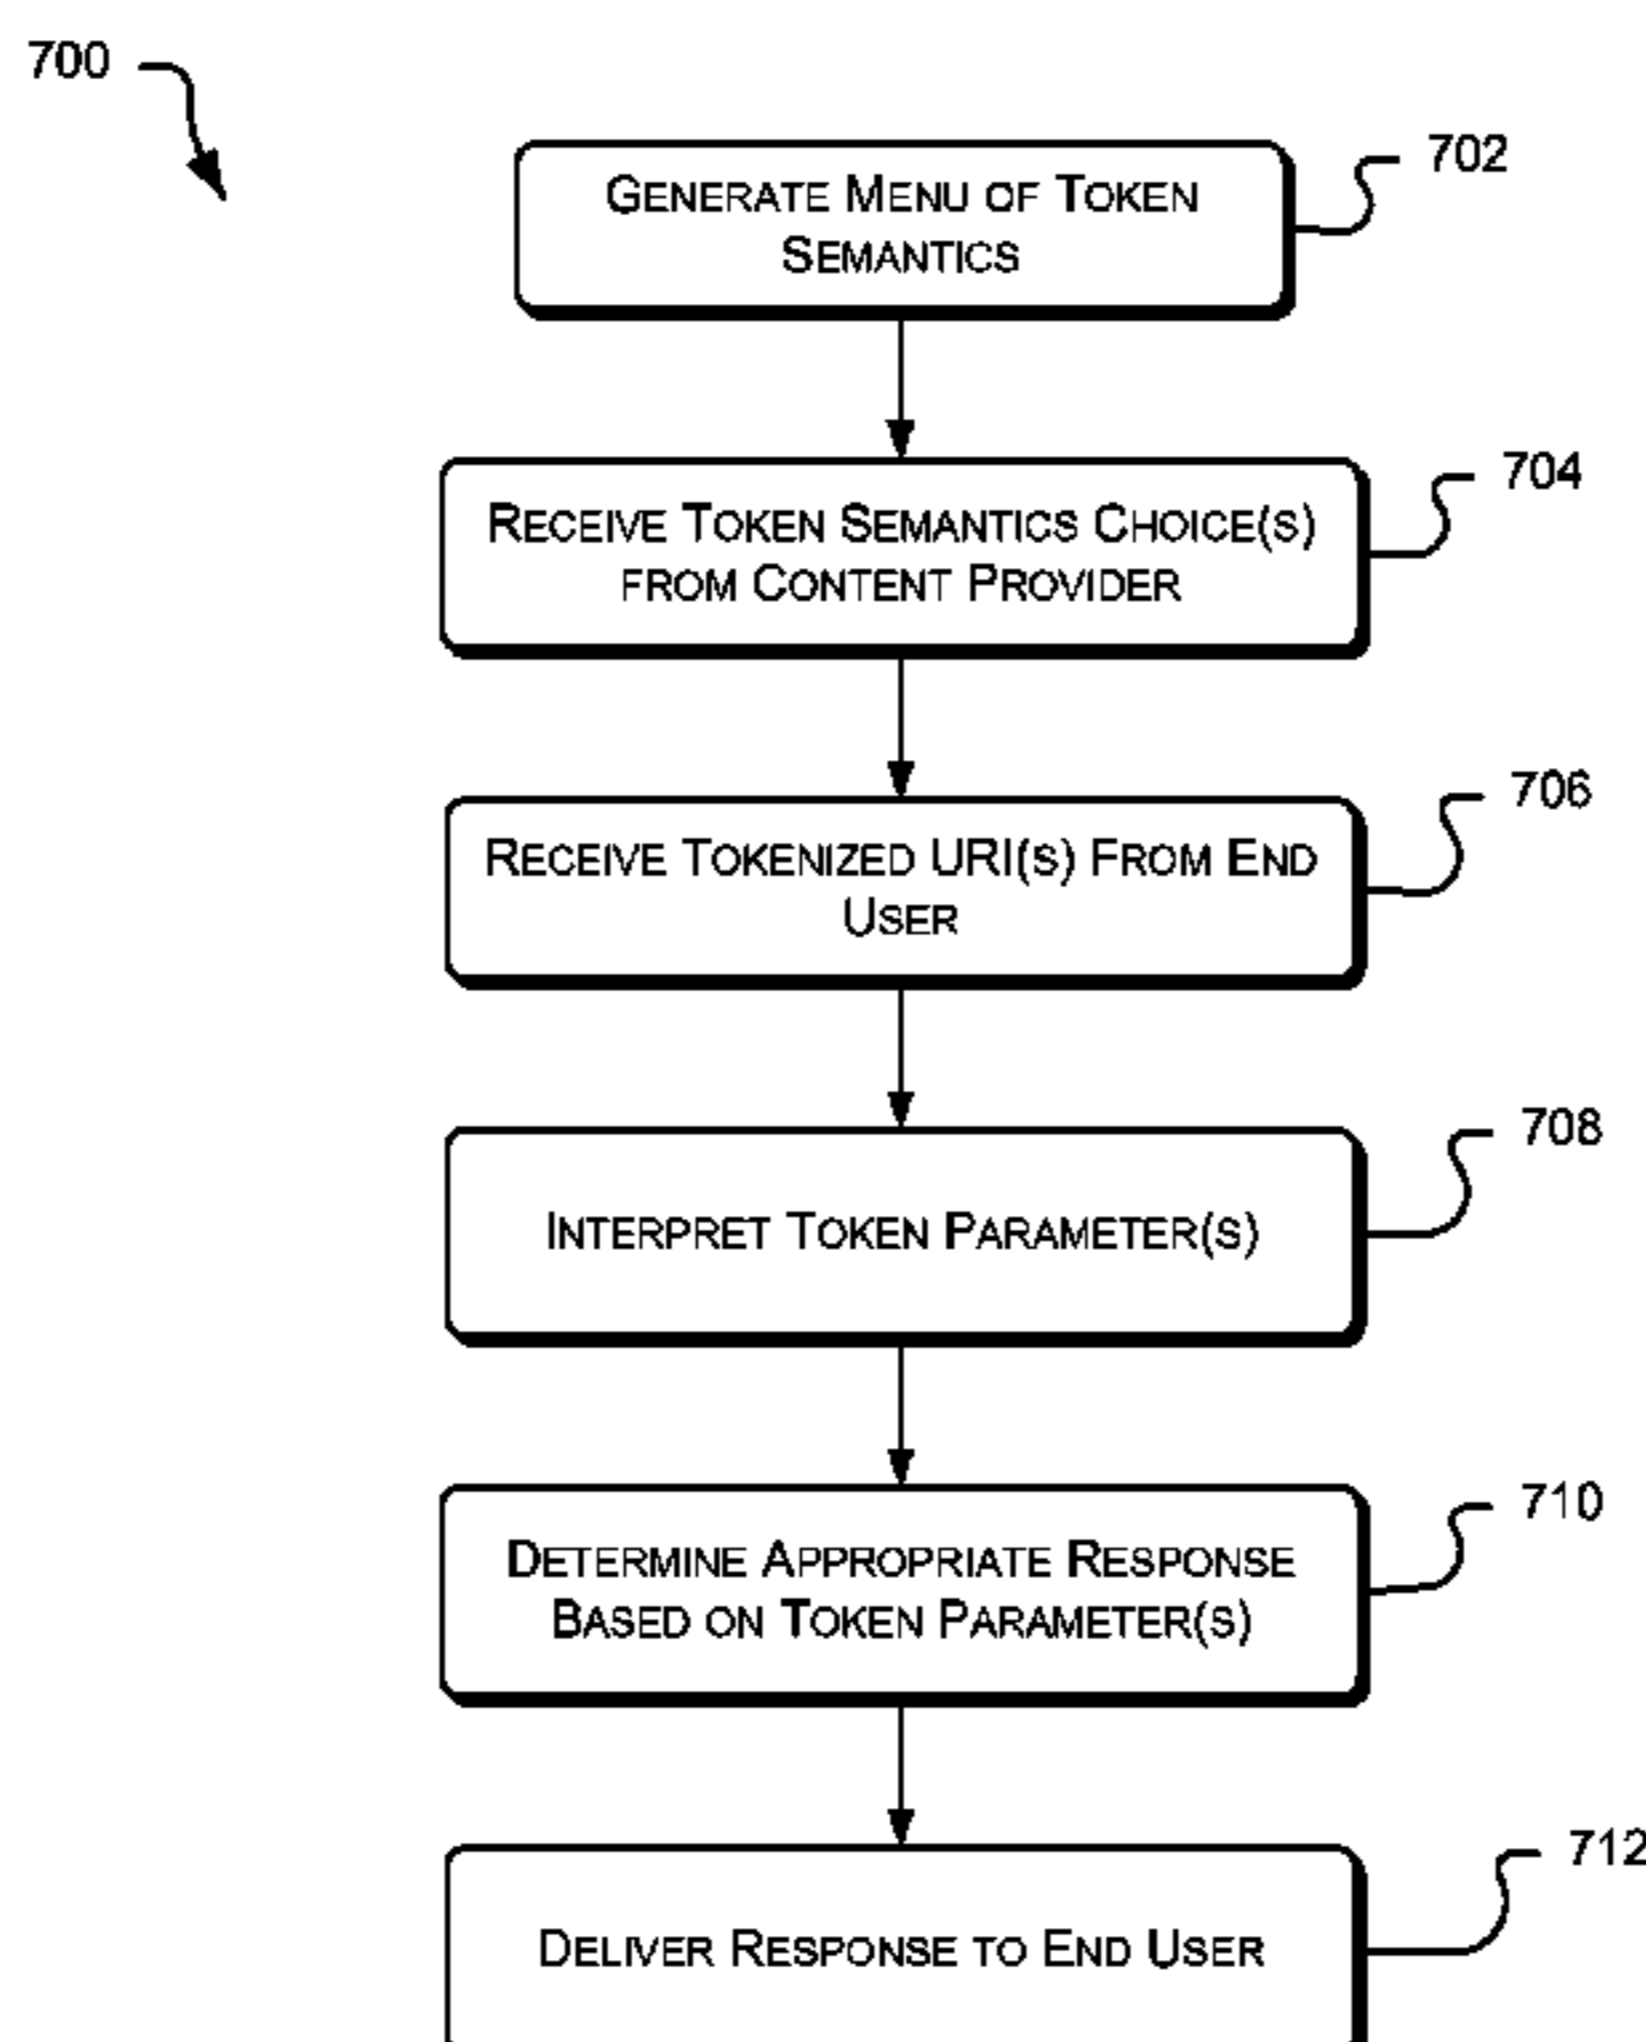 700
702
GENERATE MENU OF TOKEN
SEMANTICS
704
RECEIVE TOKEN SEMANTICS CHOICE(S)
FROM CONTENT PROVIDER
706
RECEIVE TOKENIZED URI(S) FROM END
USER
708
INTERPRET TOKEN PARAMETER(S)
710
DETERMINE APPROPRIATE RESPONSE
BASED ON TOKEN PARAMETER(S)
712
DELIVER RESPONSE TO END USER